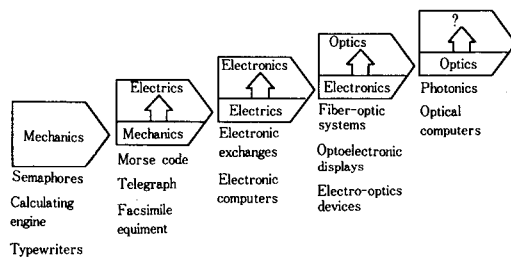 Mechanics
Semaphores
Calculating
engine
Typewriters
Electrics
Mechanics
Morse code
Telegraph
Facsimile
equiment
Electronics
Electrics
Electronic
exchanges
Electronic
computers
Optics
Electronics
Fiber-optic
systems
Optoelectronic
displays
Electro-optics
devices
?
Optics
Photonics
Optical
computers